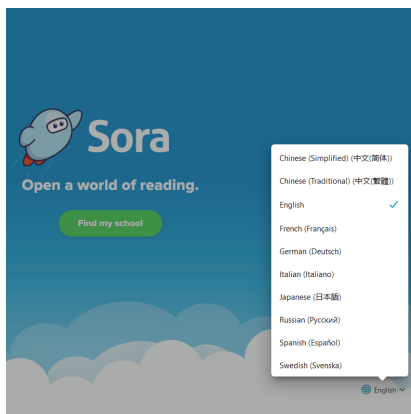 Sora
Open a world of reading.
Find my school
Chinese (Simplified) (中文(简体))
Chinese (Traditional) (中文(繁體))
English
French (Français)
German (Deutsch)
Italian (Italiano)
Japanese (日本語)
Russian (Русский)
Spanish (Español)
Swedish (Svenska)
English